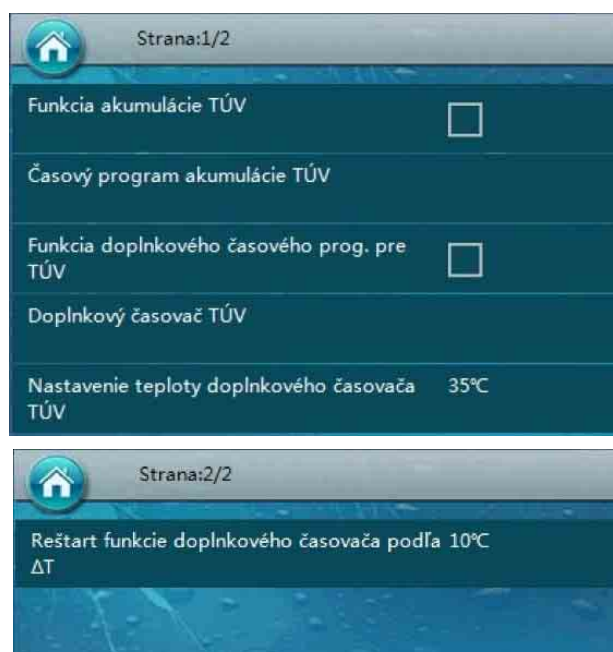 Strana:1/2
Funkcia akumulácie TÚV
Časový program akumulácie TÚV
Funkcia doplnkového časového prog. pre
TÚV
Doplnkový časovač TÚV
Nastavenie teploty doplnkového časovača 35℃
TÚV
Strana:2/2
Reštart funkcie doplnkového časovača podľa 10℃
ΔT